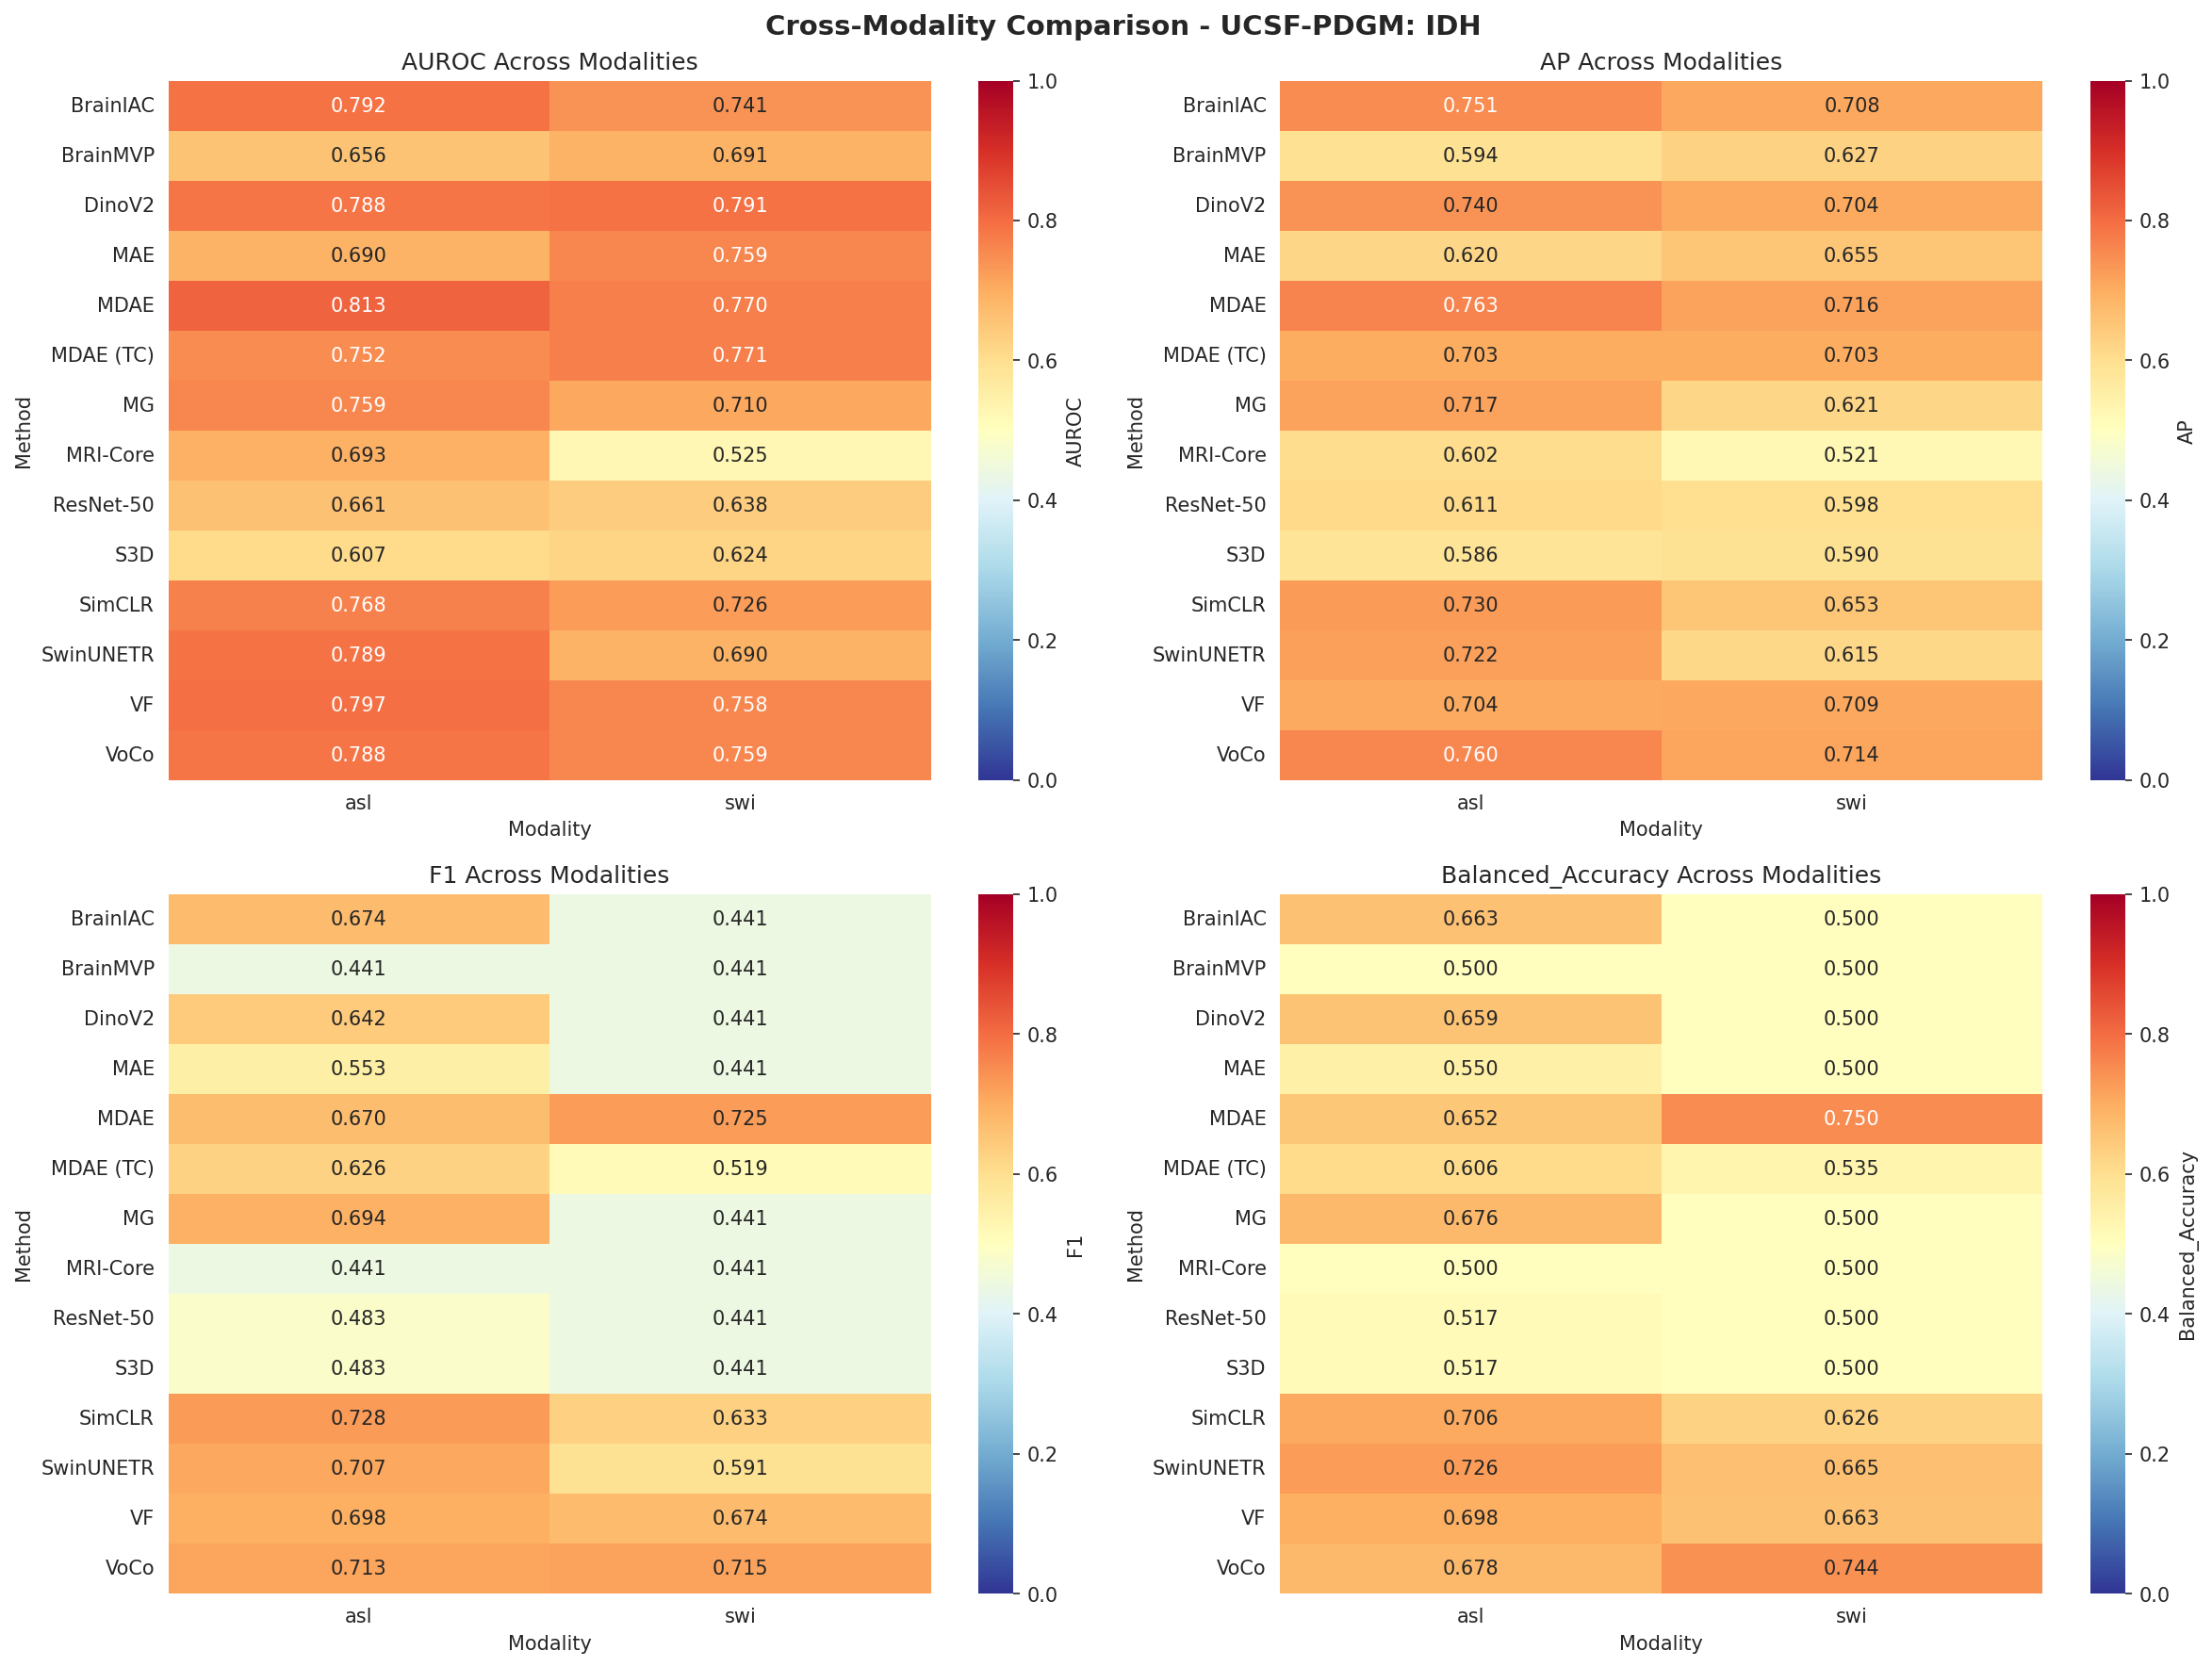 Cross-Modality Comparison - UCSF-PDGM: IDH
AUROC Across Modalities
BrainIAC 0.792 0.741
BrainMVP 0.656 0.691
DinoV2 0.788 0.791
MAE 0.690 0.759
MDAE 0.813 0.770
MDAE (TC) 0.752 0.771
MG 0.759 0.710
MRI-Core 0.693 0.525
ResNet-50 0.661 0.638
S3D 0.607 0.624
SimCLR 0.768 0.726
SwinUNETR 0.789 0.690
VF 0.797 0.758
VoCo 0.788 0.759
asl swi
Modality
Method
1.0
0.8
0.6
0.4
0.2
0.0
AUROC
AP Across Modalities
BrainIAC 0.751 0.708
BrainMVP 0.594 0.627
DinoV2 0.740 0.704
MAE 0.620 0.655
MDAE 0.763 0.716
MDAE (TC) 0.703 0.703
MG 0.717 0.621
MRI-Core 0.602 0.521
ResNet-50 0.611 0.598
S3D 0.586 0.590
SimCLR 0.730 0.653
SwinUNETR 0.722 0.615
VF 0.704 0.709
VoCo 0.760 0.714
asl swi
Modality
Method
1.0
0.8
0.6
0.4
0.2
0.0
AP
F1 Across Modalities
BrainIAC 0.674 0.441
BrainMVP 0.441 0.441
DinoV2 0.642 0.441
MAE 0.553 0.441
MDAE 0.670 0.725
MDAE (TC) 0.626 0.519
MG 0.694 0.441
MRI-Core 0.441 0.441
ResNet-50 0.483 0.441
S3D 0.483 0.441
SimCLR 0.728 0.633
SwinUNETR 0.707 0.591
VF 0.698 0.674
VoCo 0.713 0.715
asl swi
Modality
Method
1.0
0.8
0.6
0.4
0.2
0.0
F1
Balanced_Accuracy Across Modalities
BrainIAC 0.663 0.500
BrainMVP 0.500 0.500
DinoV2 0.659 0.500
MAE 0.550 0.500
MDAE 0.652 0.750
MDAE (TC) 0.606 0.535
MG 0.676 0.500
MRI-Core 0.500 0.500
ResNet-50 0.517 0.500
S3D 0.517 0.500
SimCLR 0.706 0.626
SwinUNETR 0.726 0.665
VF 0.698 0.663
VoCo 0.678 0.744
asl swi
Modality
Method
1.0
0.8
0.6
0.4
0.2
0.0
Balanced_Accuracy